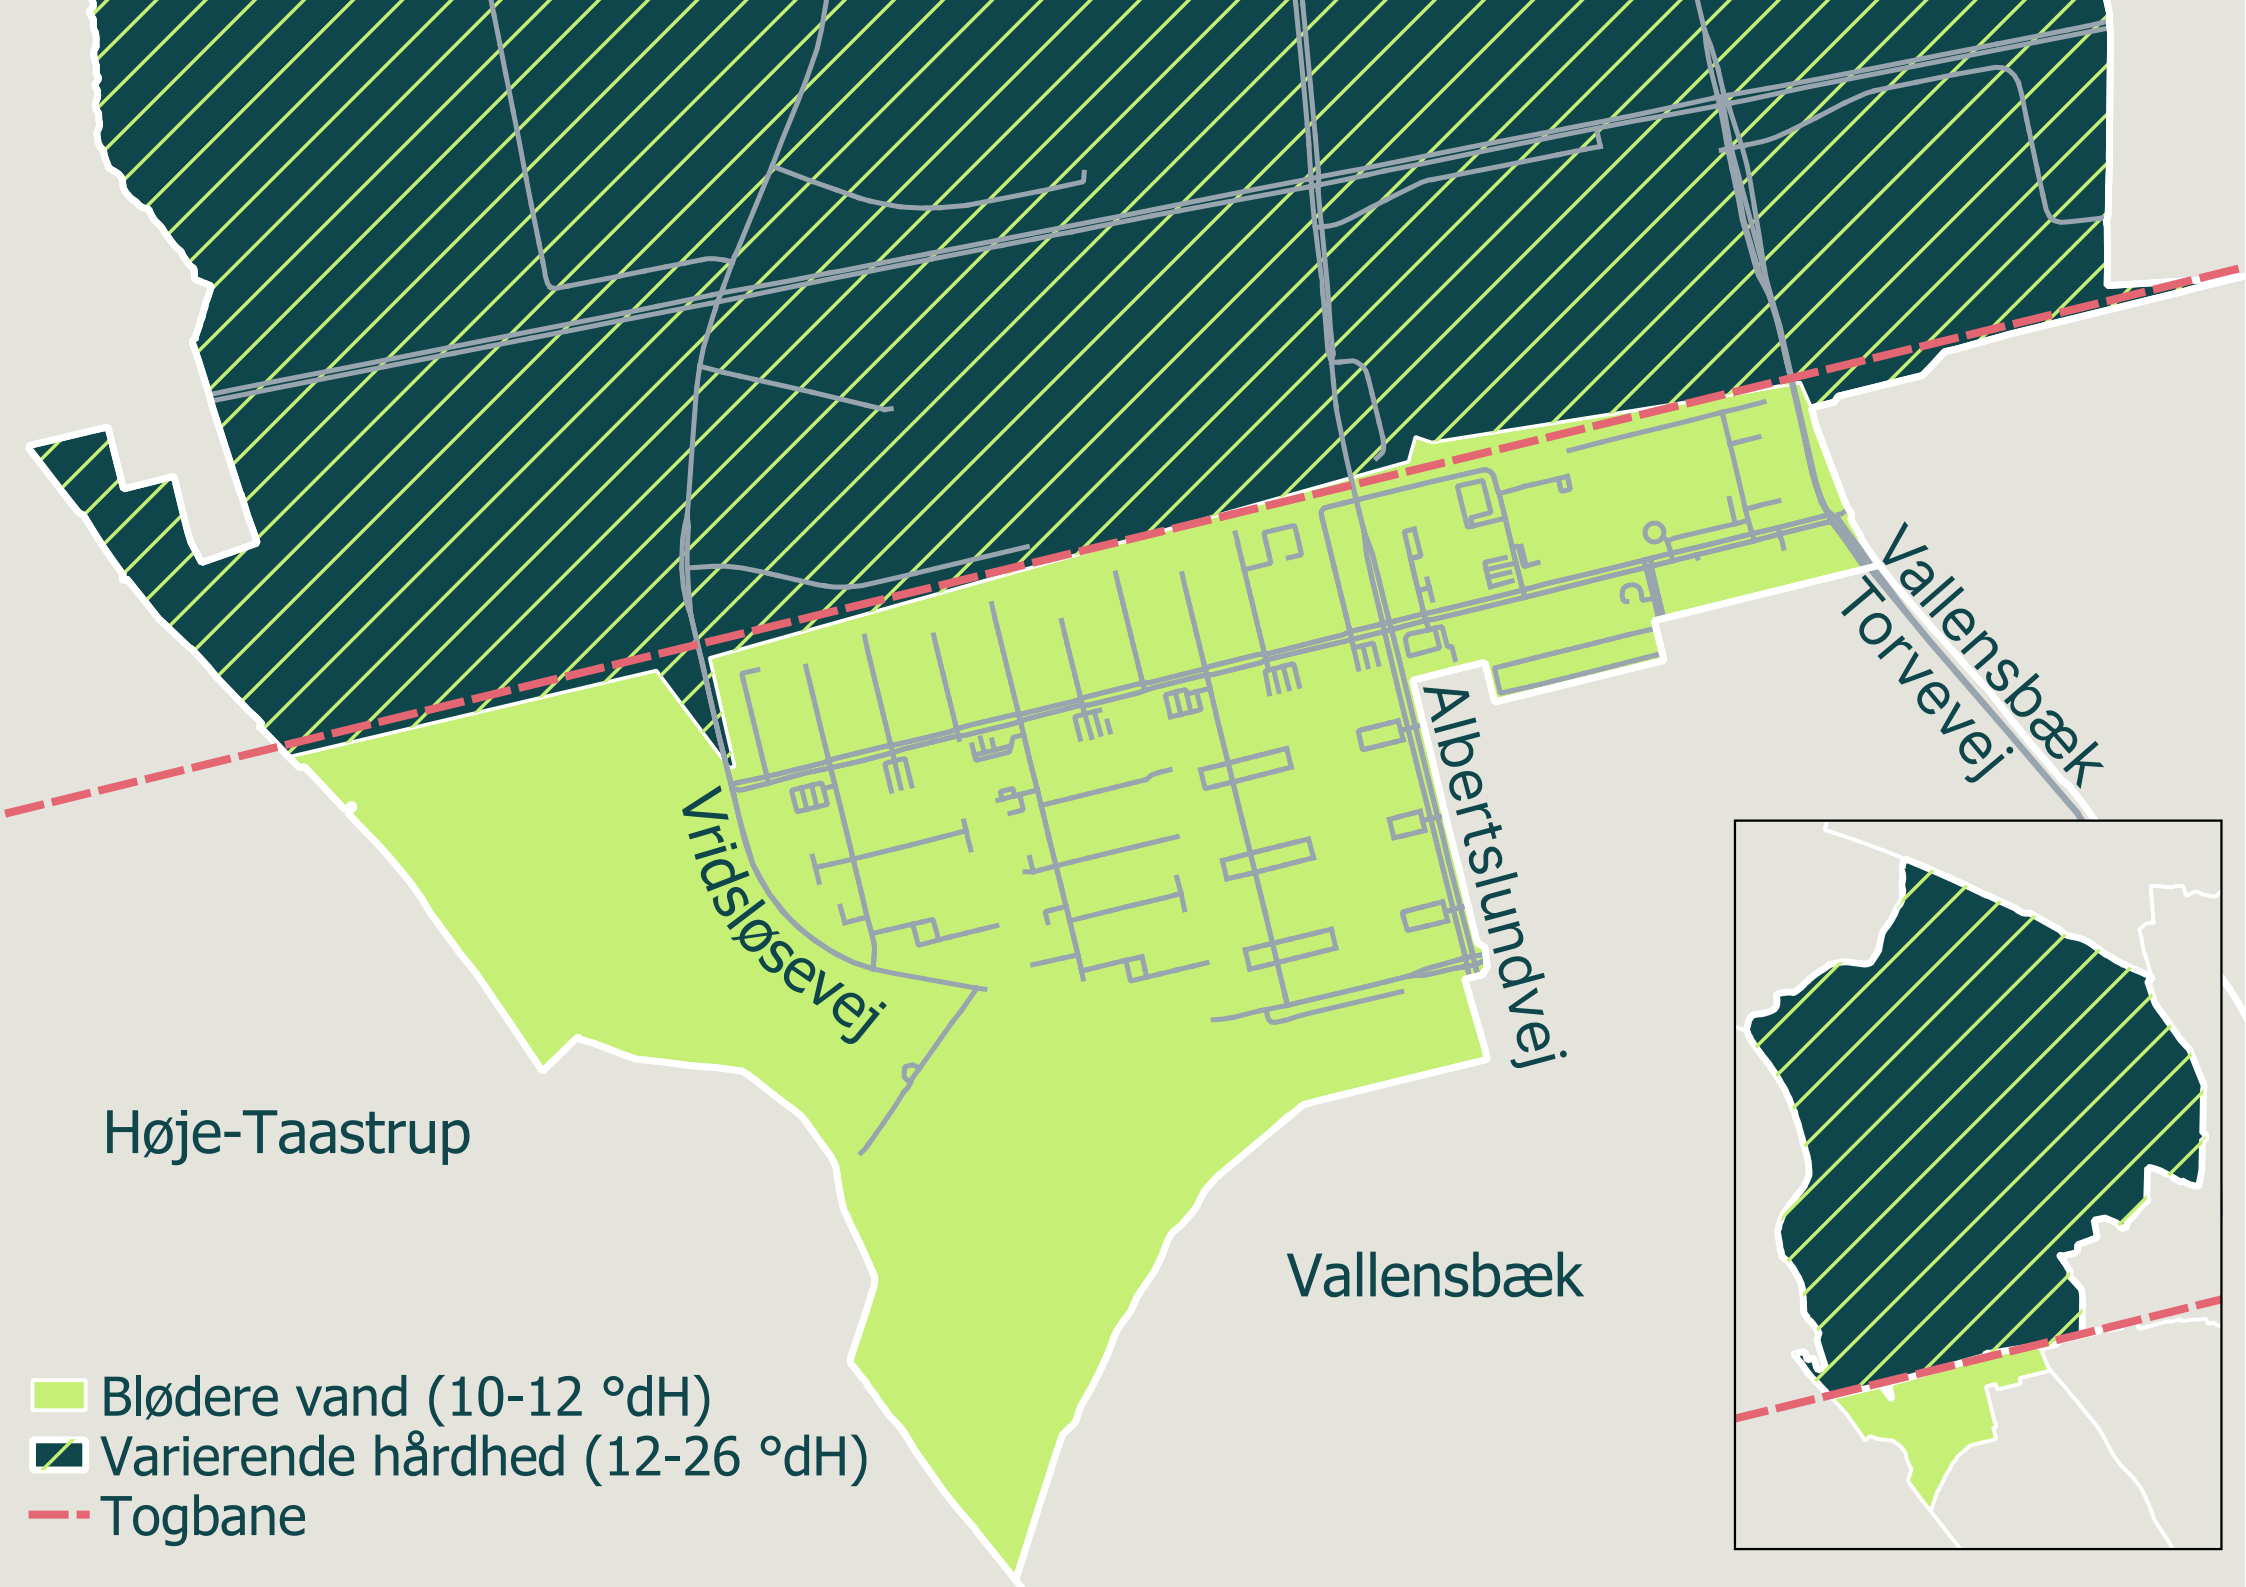 Vallensbæk
Torvevej
Albertslundvej
Vridsløsevej
Høje-Taastrup
Vallensbæk
Blødere vand (10-12 °dH)
Varierende hårdhed (12-26 °dH)
Togbane